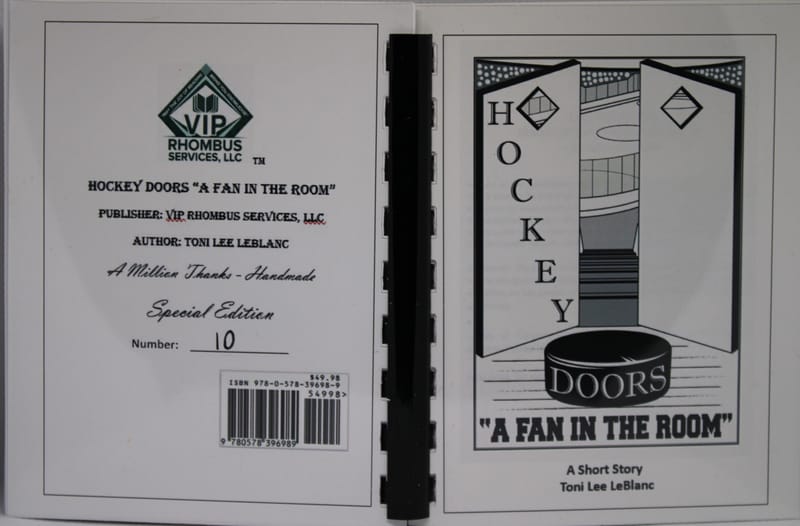 VIP
RHOMBUS
SERVICES, LLC ™
HOCKEY DOORS “A FAN IN THE ROOM”
PUBLISHER: VIP RHOMBUS SERVICES, LLC
AUTHOR: TONI LEE LEBLANC
A Million Thanks - Handmade
Special Edition
Number: 10
$49.98
ISBN 978-0-578-39698-9
54998>
9 780578 396989
HOCKEY
DOORS
“A FAN IN THE ROOM”
A Short Story
Toni Lee LeBlanc